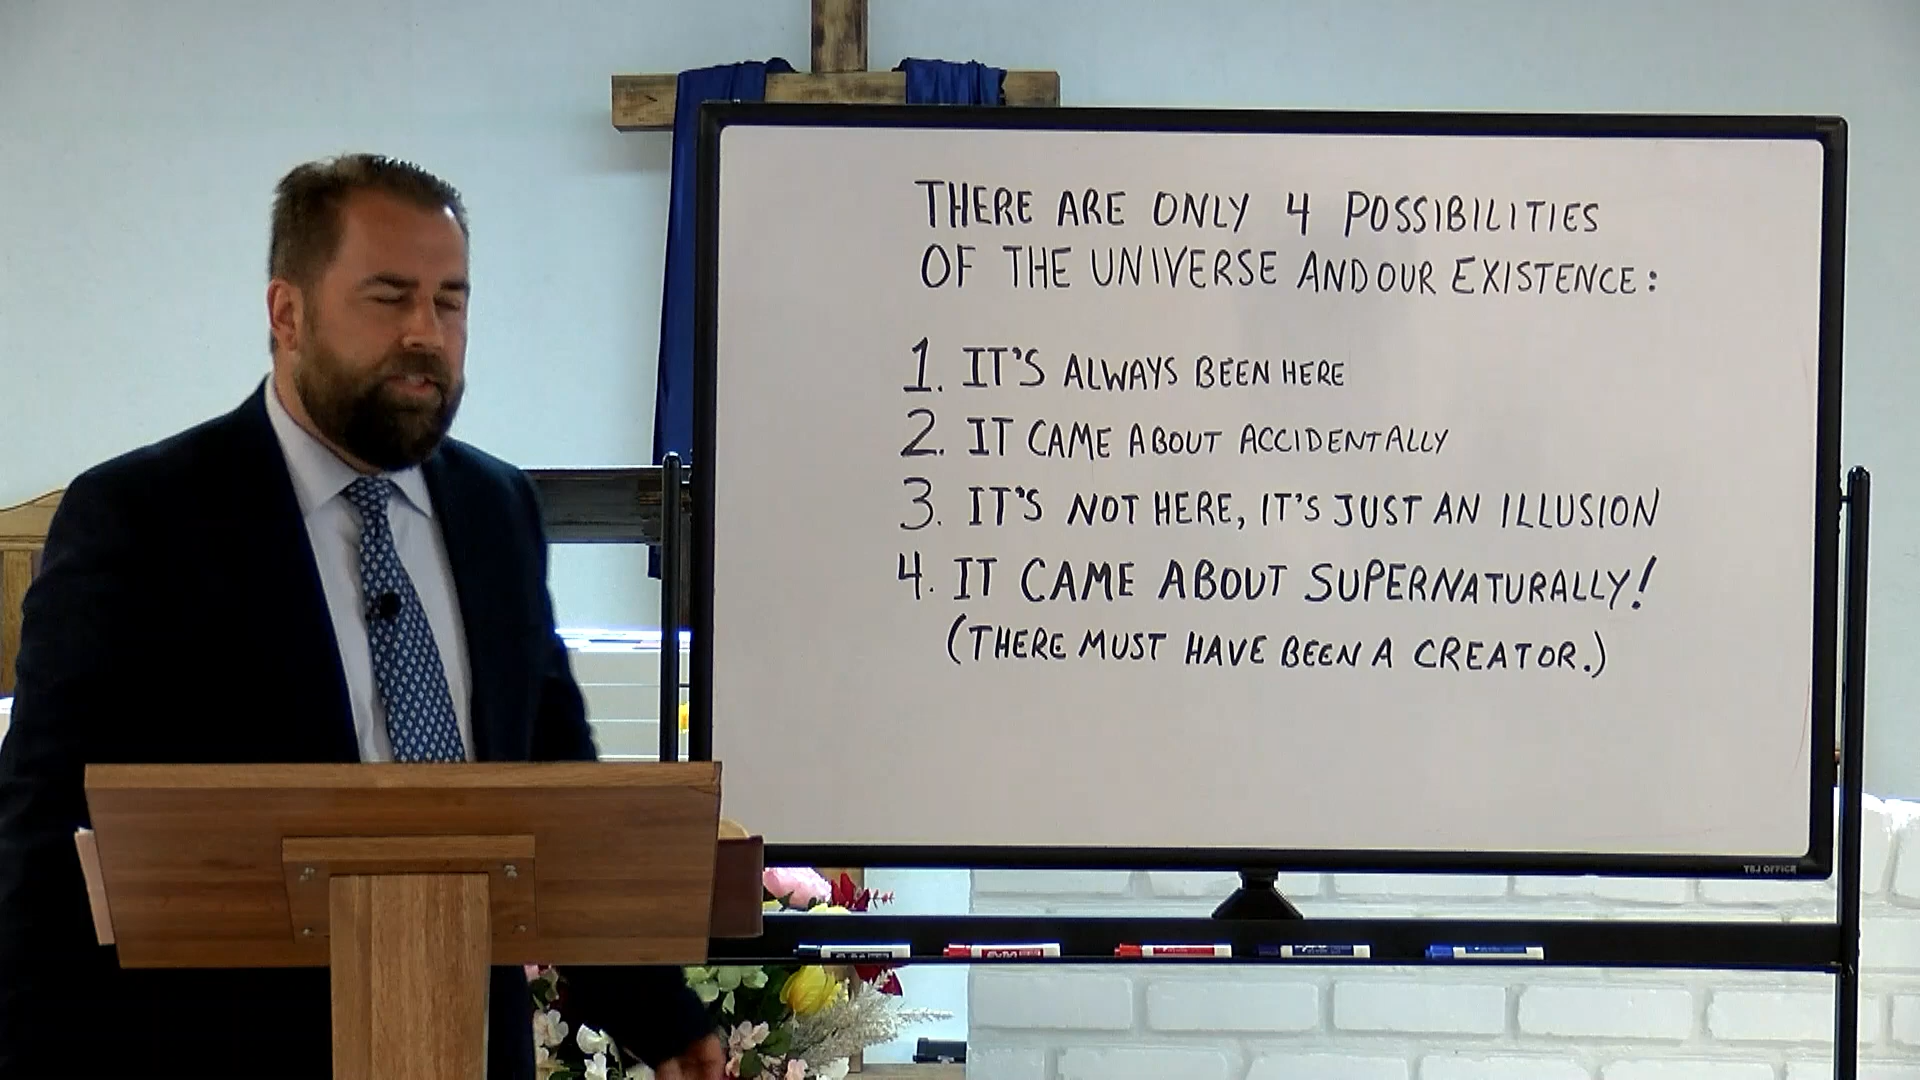 THERE ARE ONLY 4 POSSIBILITIES
OF THE UNIVERSE AND OUR EXISTENCE:
1. IT'S ALWAYS BEEN HERE
2. IT CAME ABOUT ACCIDENTALLY
3. IT'S NOT HERE, IT'S JUST AN ILLUSION
4. IT CAME ABOUT SUPERNATURALLY!
(THERE MUST HAVE BEEN A CREATOR.)
TSJ OFFICE
EXPO